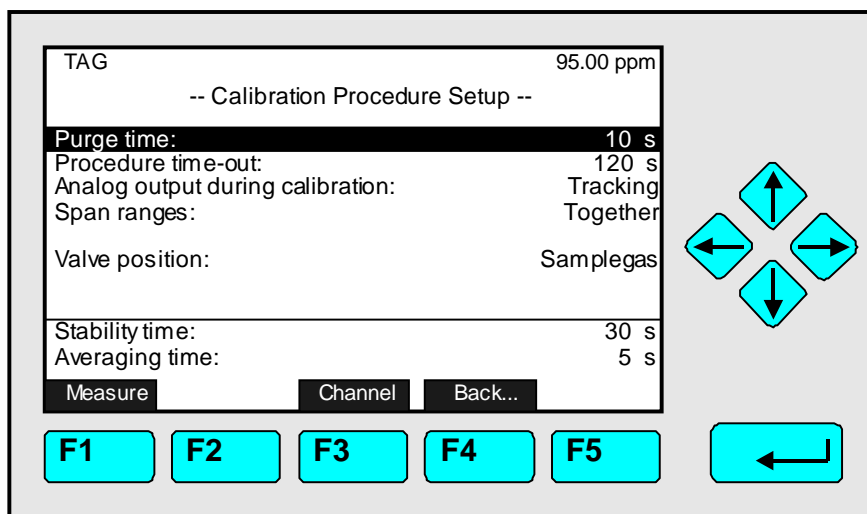 TAG 95.00 ppm
-- Calibration Procedure Setup --
Purge time: 10 s
Procedure time-out: 120 s
Analog output during calibration: Tracking
Span ranges: Together
Valve position: Samplegas
Stability time: 30 s
Averaging time: 5 s
Measure Channel Back...
F1 F2 F3 F4 F5